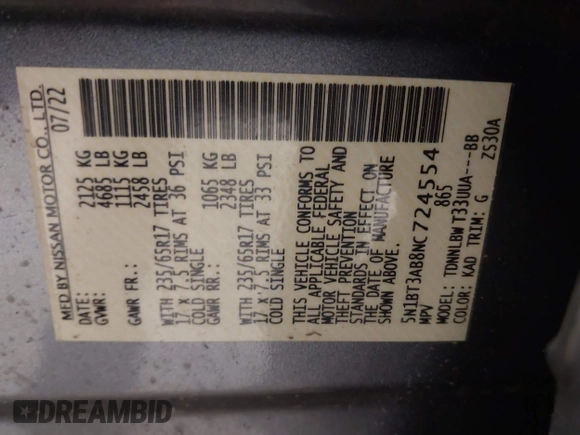 MFD BY NISSAN MOTOR CO., LTD.
DATE: 07/22
GVWR: 2125 KG
4685 LB
GAWR FR.: 1115 KG
2458 LB
WITH 235/65R17 TIRES
17 x 7.5 RIMS AT 36 PSI
COLD SINGLE
GAWR RR.: 1065 KG
2348 LB
WITH 235/65R17 TIRES
17 X 7.5 RIMS AT 33 PSI
COLD SINGLE
THIS VEHICLE CONFORMS TO
ALL APPLICABLE FEDERAL
MOTOR VEHICLE SAFETY AND
THEFT PREVENTION
STANDARDS IN EFFECT ON
THE DATE OF MANUFACTURE
SHOWN ABOVE.
5N1BT3AB8NC724554
MPV 865
MODEL: TDNNLBW T33UUA---BB
COLOR: KAD TRIM: G ZS30A
DREAMBID